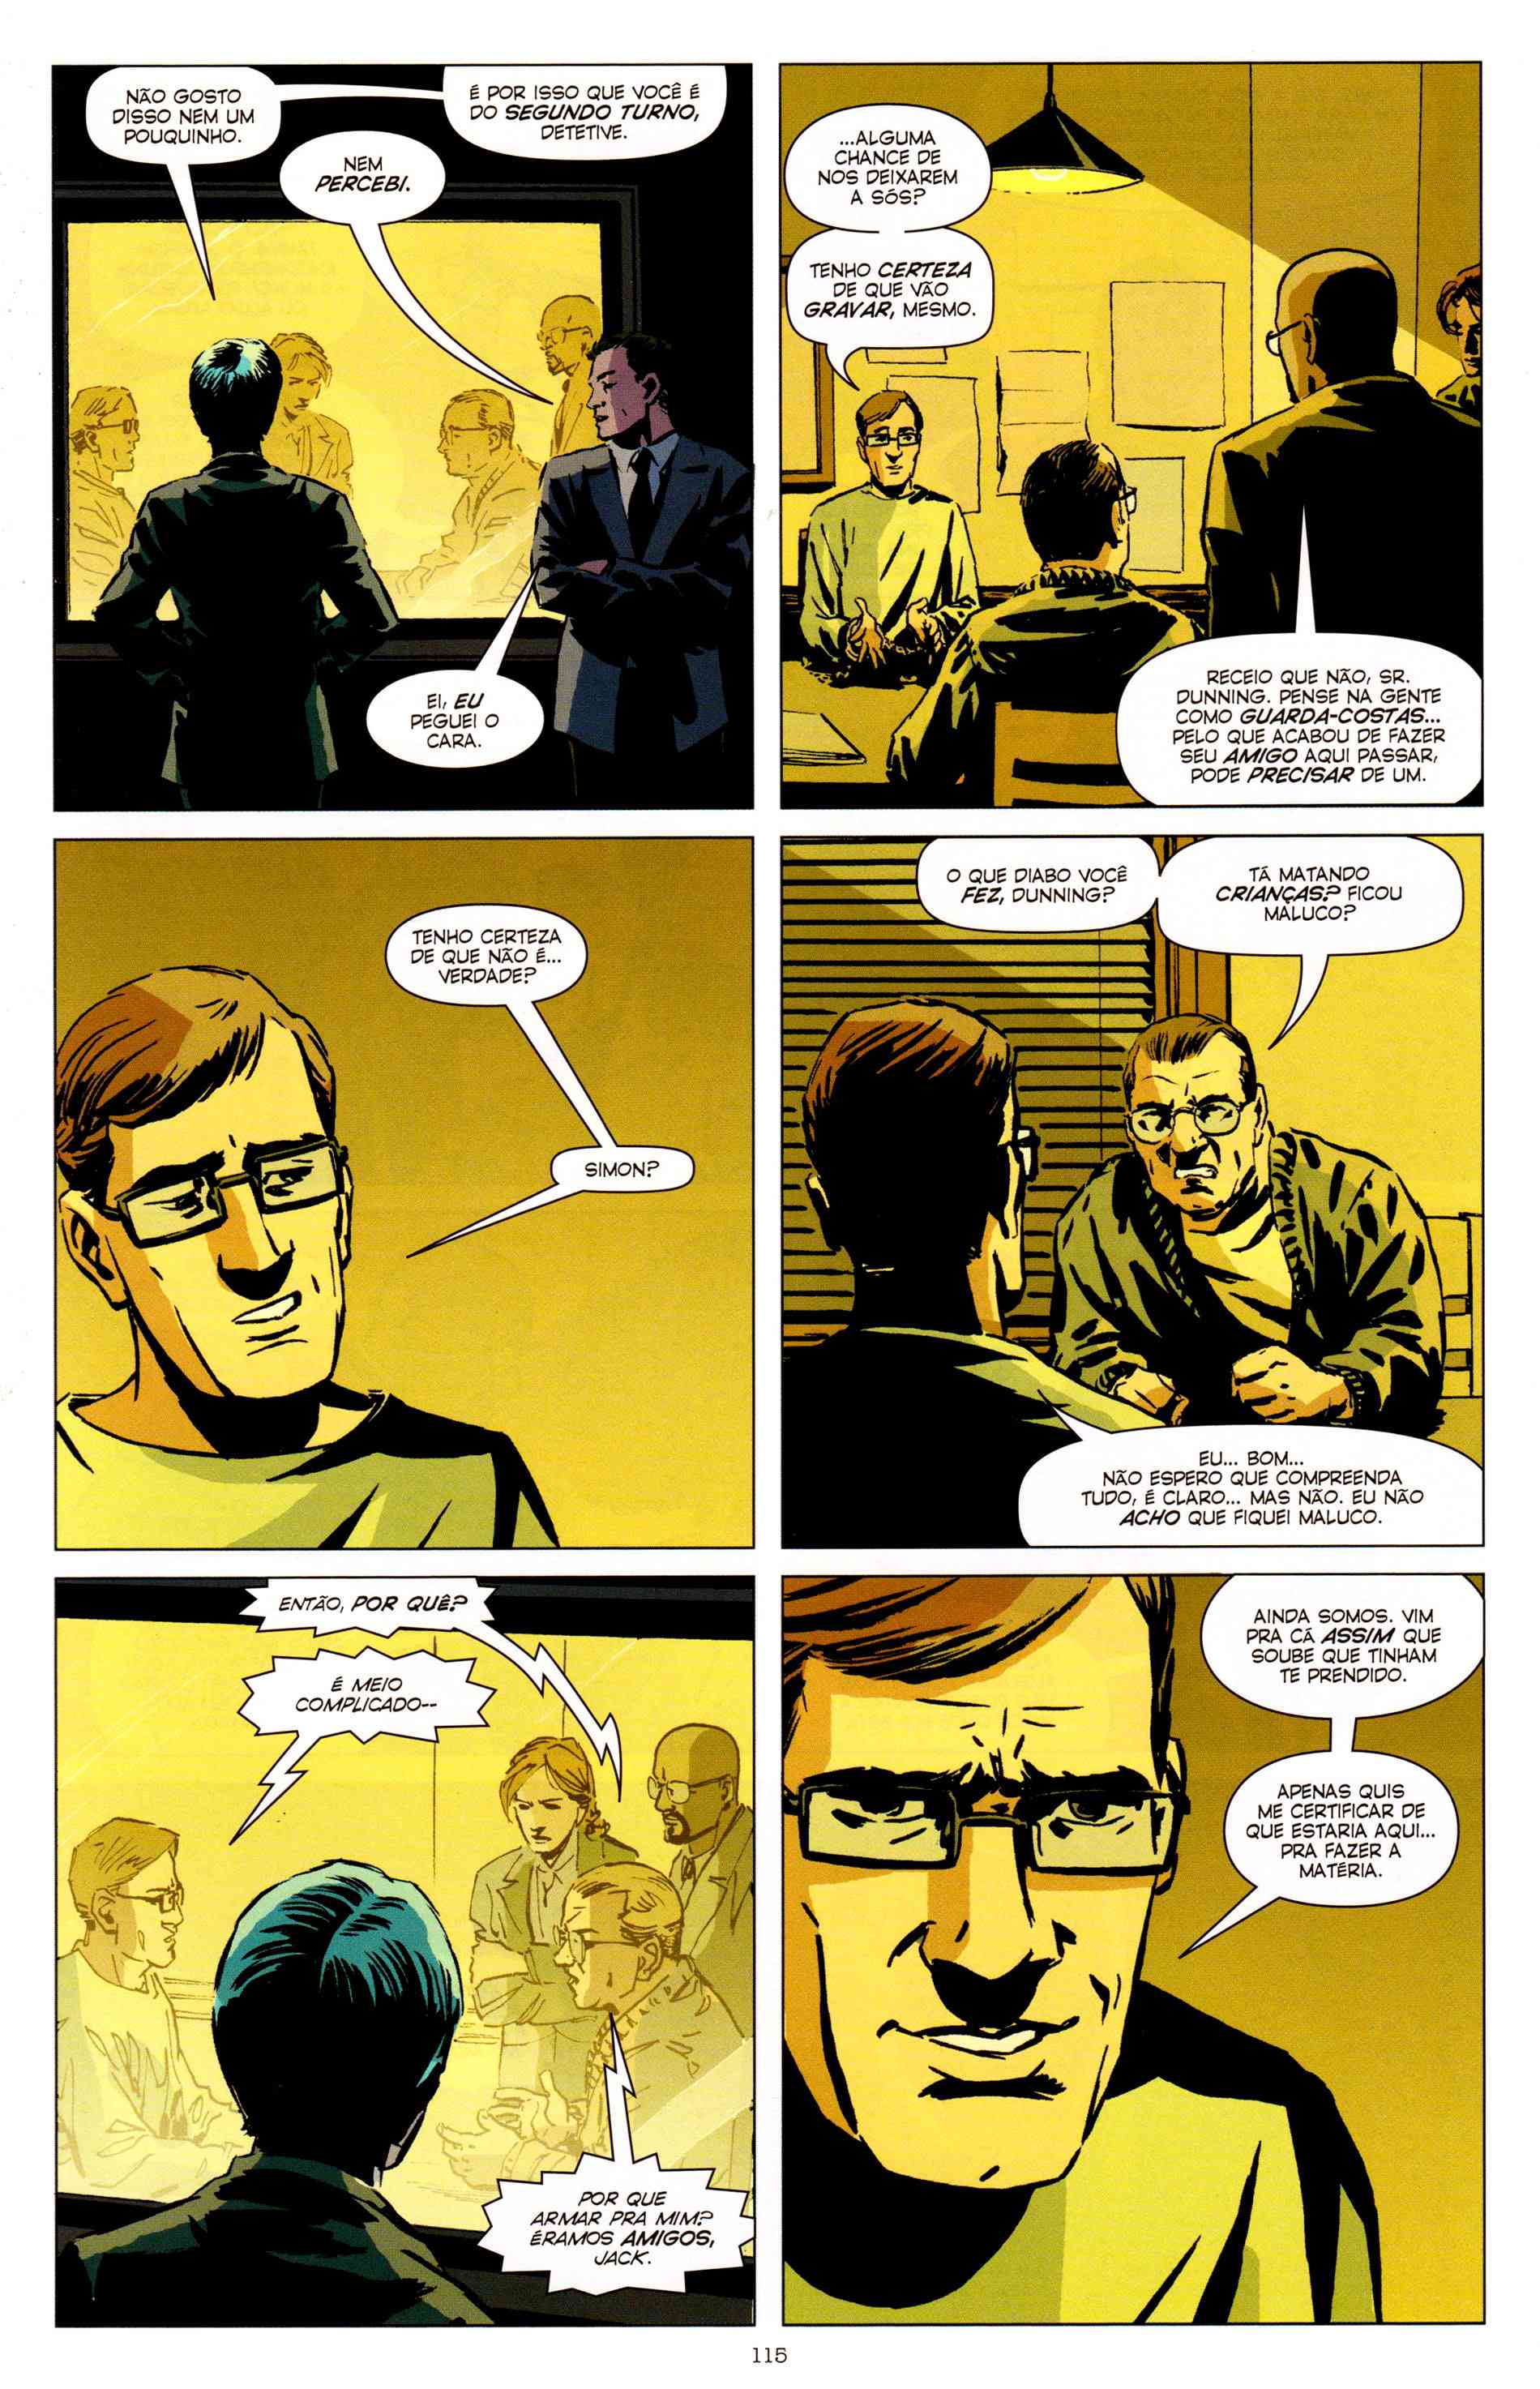 NÃO GOSTO
DISSO NEM UM
POUQUINHO.
É POR ISSO QUE VOCÊ É
DO SEGUNDO TURNO,
DETETIVE.
NEM
PERCEBI.
EI, EU
PEGUEI O
CARA.
...ALGUMA
CHANCE DE
NOS DEIXAREM
A SÓS?
TENHO CERTEZA
DE QUE VÃO
GRAVAR, MESMO.
RECEIO QUE NÃO, SR.
DUNNING. PENSE NA GENTE
COMO GUARDA-COSTAS...
PELO QUE ACABOU DE FAZER
SEU AMIGO AQUI PASSAR,
PODE PRECISAR DE UM.
TENHO CERTEZA
DE QUE NÃO É...
VERDADE?
SIMON?
O QUE DIABO VOCÊ
FEZ, DUNNING?
TÁ MATANDO
CRIANÇAS? FICOU
MALUCO?
EU... BOM...
NÃO ESPERO QUE COMPREENDA
TUDO, É CLARO... MAS NÃO. EU NÃO
ACHO QUE FIQUEI MALUCO.
ENTÃO, POR QUÊ?
É MEIO
COMPLICADO--
POR QUE
ARMAR PRA MIM?
ÉRAMOS AMIGOS,
JACK.
AINDA SOMOS. VIM
PRA CÁ ASSIM QUE
SOUBE QUE TINHAM
TE PRENDIDO.
APENAS QUIS
ME CERTIFICAR DE
QUE ESTARIA AQUI...
PRA FAZER A
MATÉRIA.
115